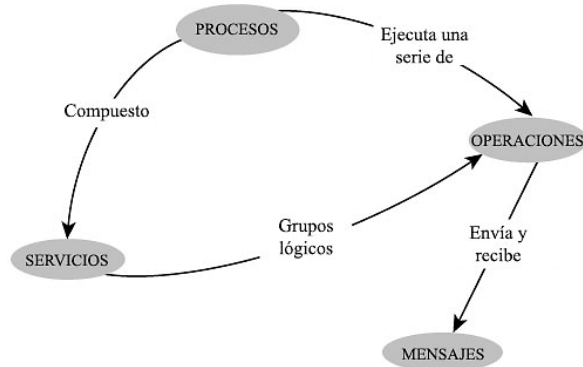 PROCESOS
Ejecuta una
serie de
Compuesto
OPERACIONES
Grupos
lógicos
Envía y
recibe
SERVICIOS
MENSAJES